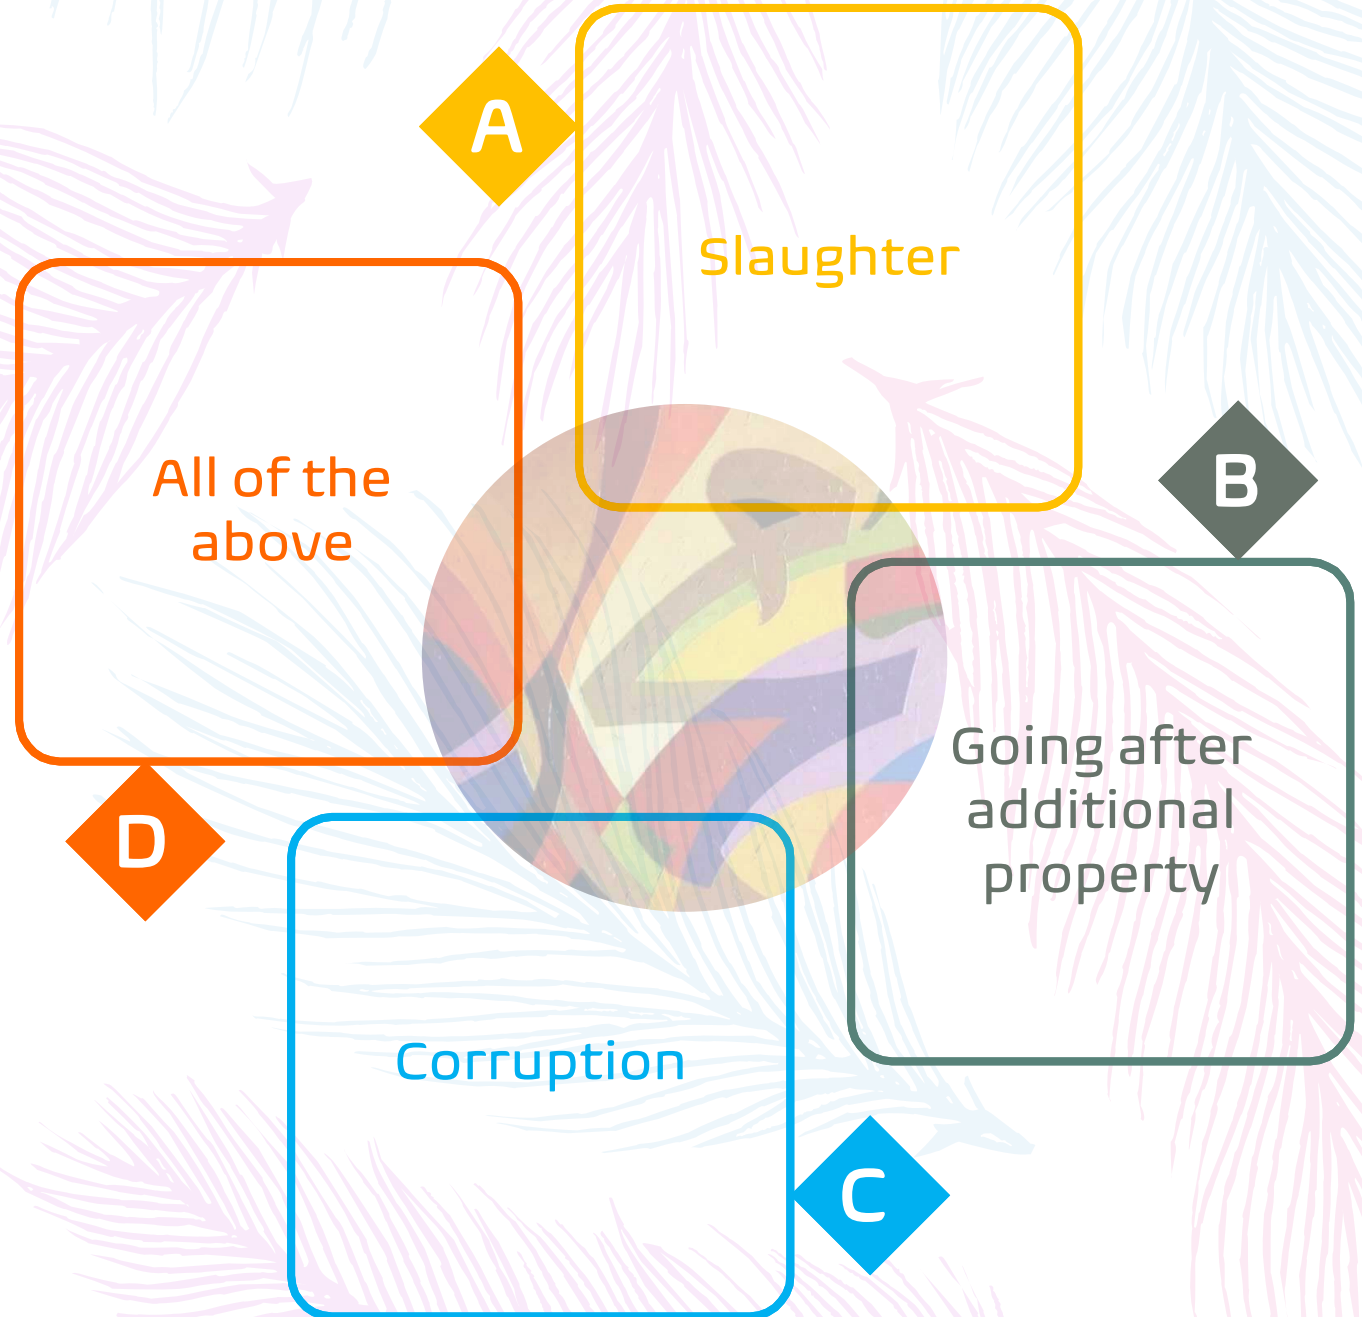 A
Slaughter
B
Going after
additional
property
C
Corruption
D
All of the
above